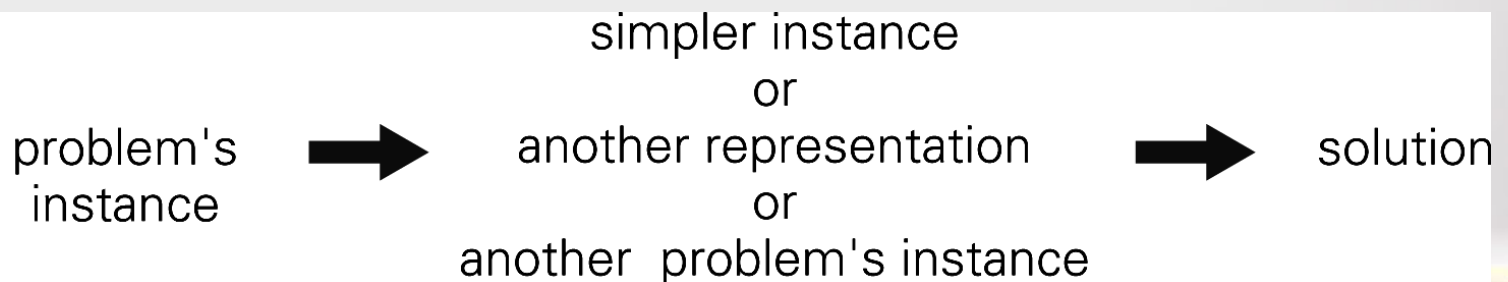 simpler instance
or
problem's
instance
another representation
or
another problem's instance
solution